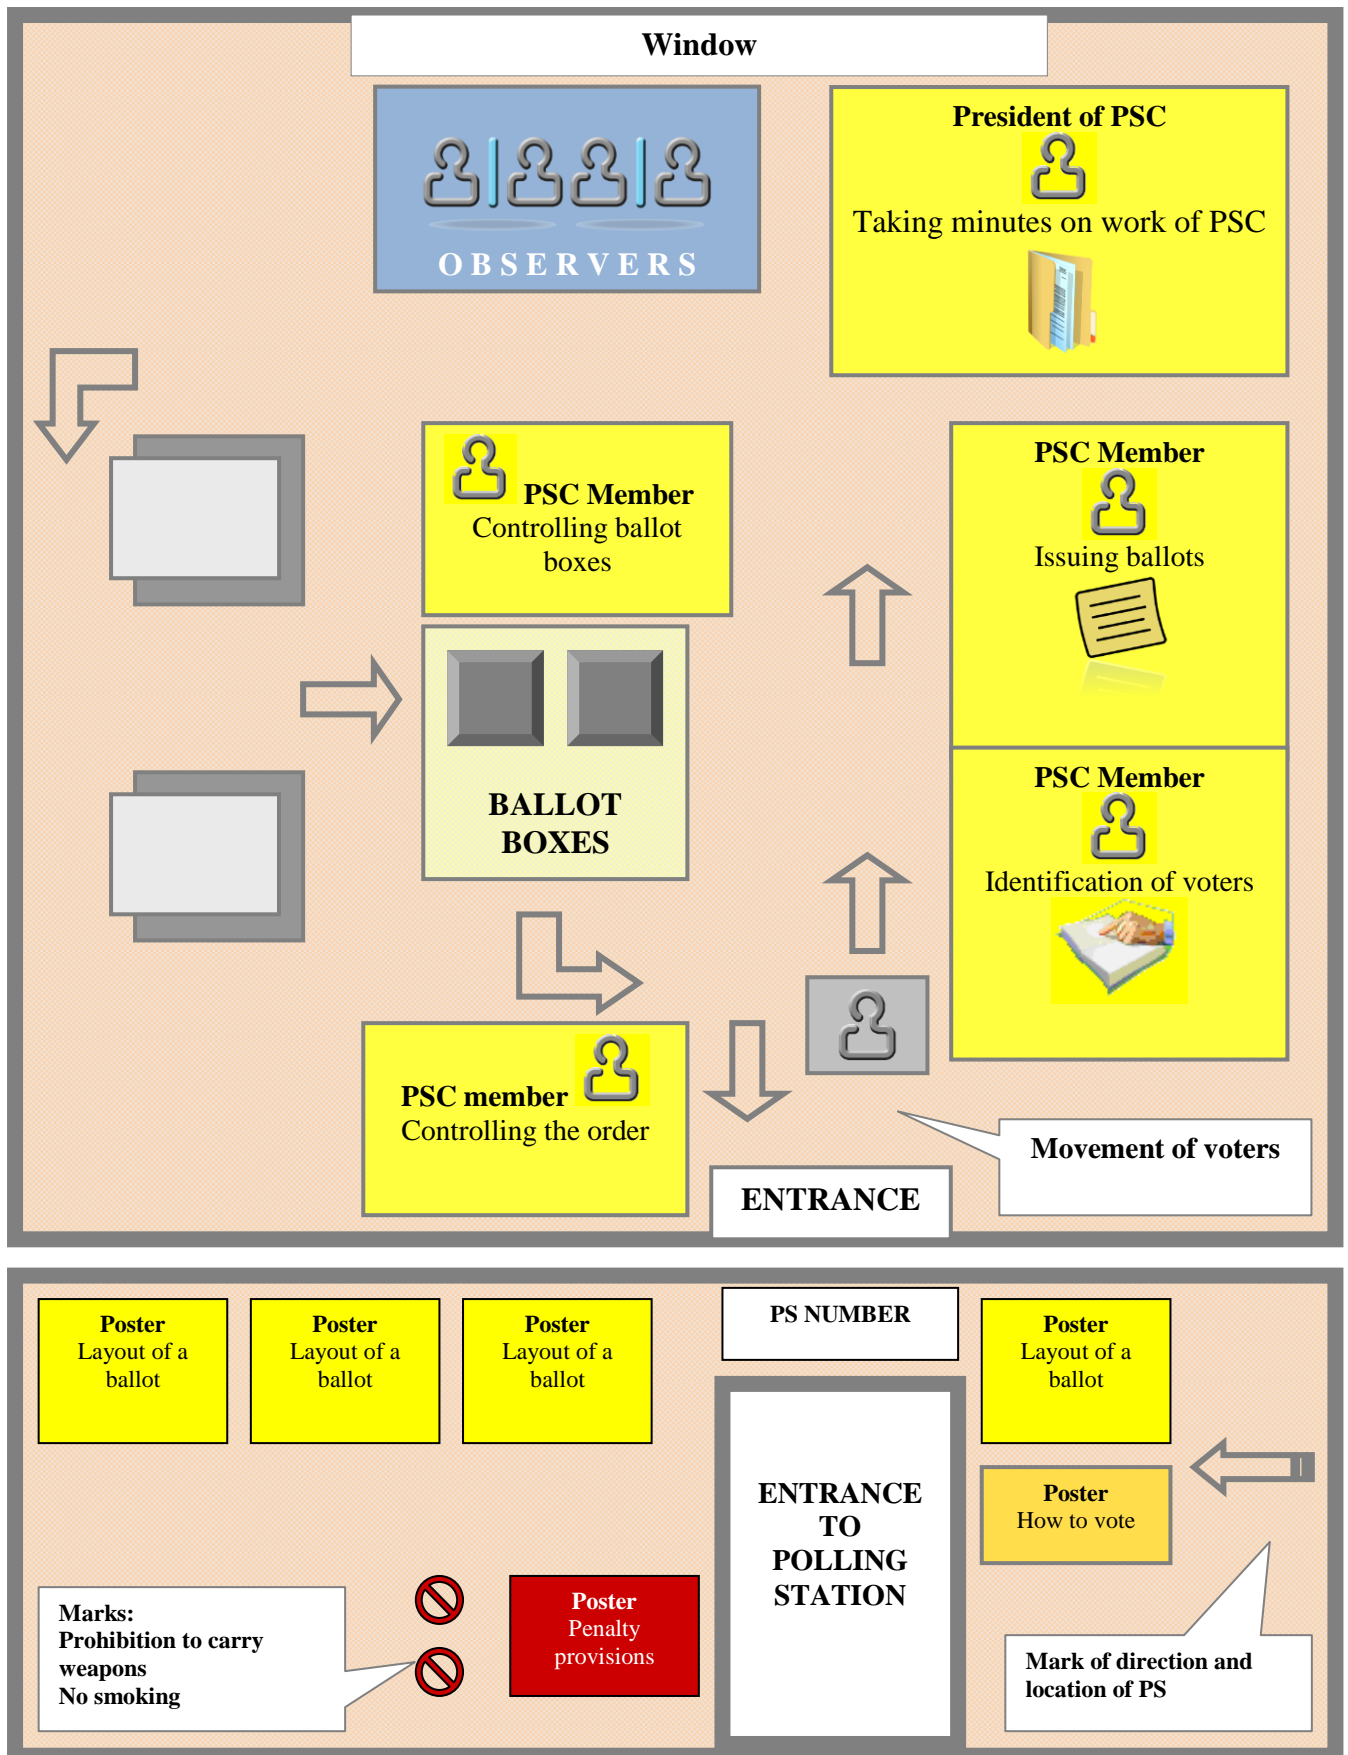 Window
OBSERVERS
President of PSC
Taking minutes on work of PSC
PSC Member
Controlling ballot
boxes
PSC Member
Issuing ballots
BALLOT
BOXES
PSC Member
Identification of voters
PSC member
Controlling the order
Movement of voters
ENTRANCE
Poster
Layout of a
ballot
Poster
Layout of a
ballot
Poster
Layout of a
ballot
PS NUMBER
Poster
Layout of a
ballot
ENTRANCE
TO
POLLING
STATION
Poster
How to vote
Marks:
Prohibition to carry
weapons
No smoking
Poster
Penalty
provisions
Mark of direction and
location of PS